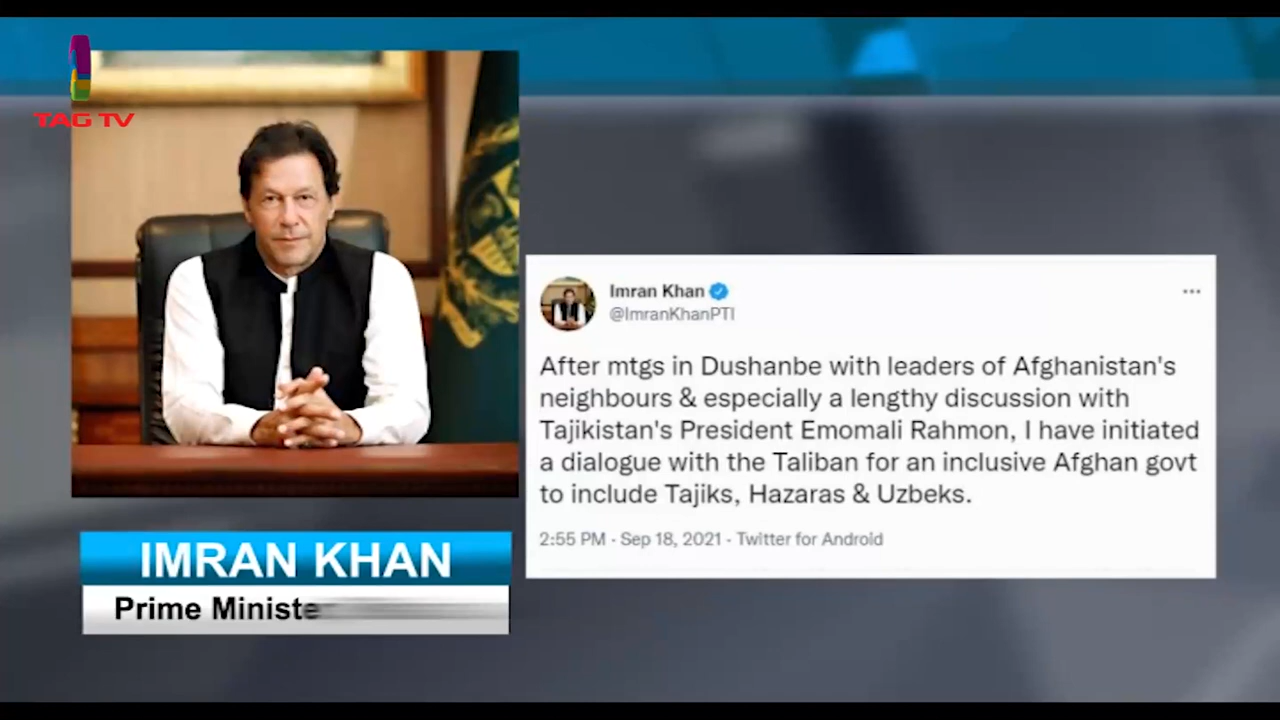 TAG TV
Imran Khan
@ImranKhanPTI
After mtgs in Dushanbe with leaders of Afghanistan's
neighbours & especially a lengthy discussion with
Tajikistan's President Emomali Rahmon, I have initiated
a dialogue with the Taliban for an inclusive Afghan govt
to include Tajiks, Hazaras & Uzbeks.
2:55 PM · Sep 18, 2021 · Twitter for Android
IMRAN KHAN
Prime Ministe